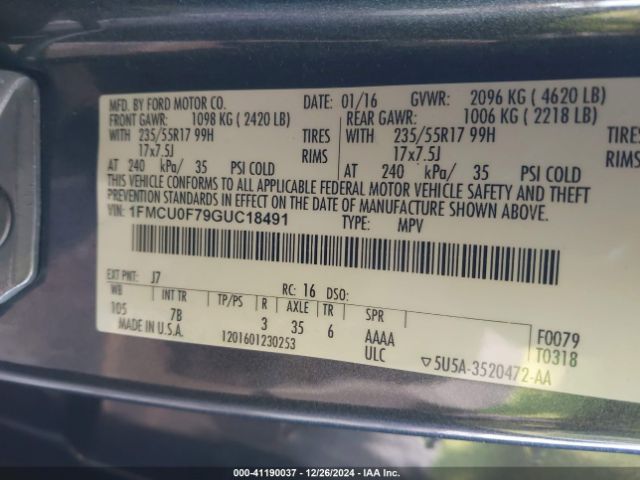 MFD. BY FORD MOTOR CO. DATE: 01/16 GVWR: 2096 KG ( 4620 LB)
FRONT GAWR: 1098 KG ( 2420 LB) REAR GAWR: 1006 KG ( 2218 LB)
WITH 235/55R17 99H TIRES WITH 235/55R17 99H TIRES
17x7.5J RIMS 17x7.5J RIMS
AT 240 kPa/ 35 PSI COLD AT 240 kPa/ 35 PSI COLD
THIS VEHICLE CONFORMS TO ALL APPLICABLE FEDERAL MOTOR VEHICLE SAFETY AND THEFT
PREVENTION STANDARDS IN EFFECT ON THE DATE OF MANUFACTURE SHOWN ABOVE.
VIN: 1FMCU0F79GUC18491 TYPE: MPV
EXT PNT: J7 RC: 16 DSO:
WB INT TR TP/PS R AXLE TR SPR
105 7B 3 35 6 AAAA F0079
MADE IN U.S.A. 1201601230253 ULC T0318
▽5U5A-3520472-AA
000-41190037 • 12/26/2024 • IAA Inc.